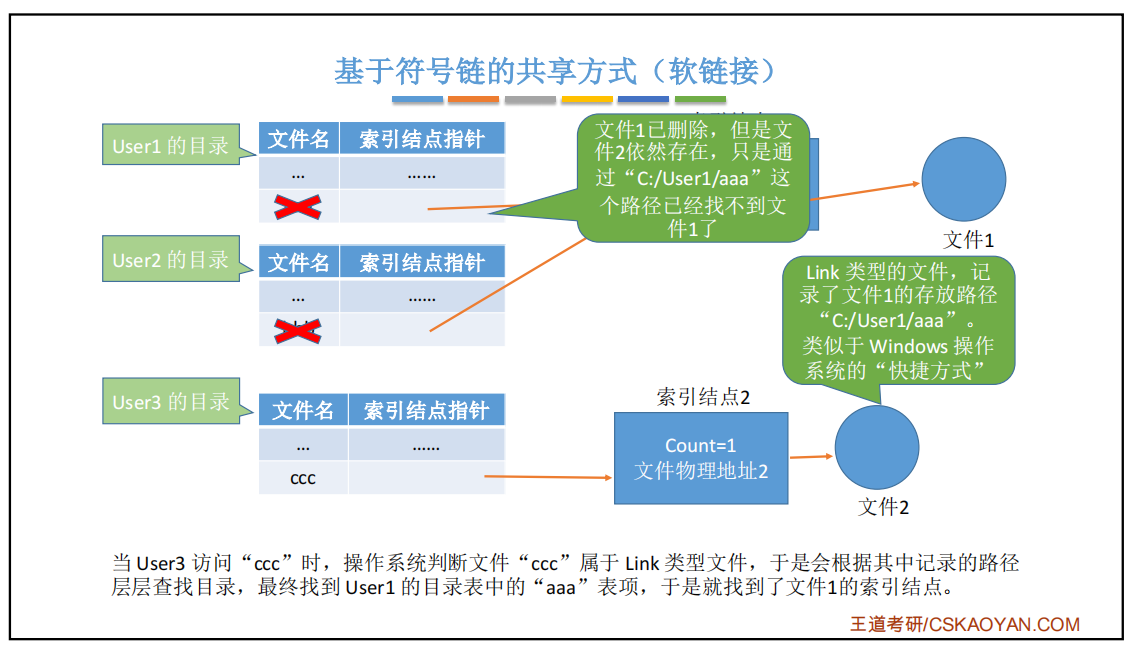 基于符号链的共享方式（软链接）
User1 的目录
文件名 索引结点指针
... ......
User2 的目录
文件名 索引结点指针
... ......
文件1已删除，但是文
件2依然存在，只是通
过“C:/User1/aaa”这
个路径已经找不到文
件1了
文件1
Link 类型的文件，记
录了文件1的存放路径
“C:/User1/aaa”。
类似于 Windows 操作
系统的“快捷方式”
User3 的目录
文件名 索引结点指针
... ......
ccc
索引结点2
Count=1
文件物理地址2
文件2
当 User3 访问“ccc”时，操作系统判断文件“ccc”属于 Link 类型文件，于是会根据其中记录的路径
层层查找目录，最终找到 User1 的目录表中的“aaa”表项，于是就找到了文件1的索引结点。
王道考研/CSKAOYAN.COM